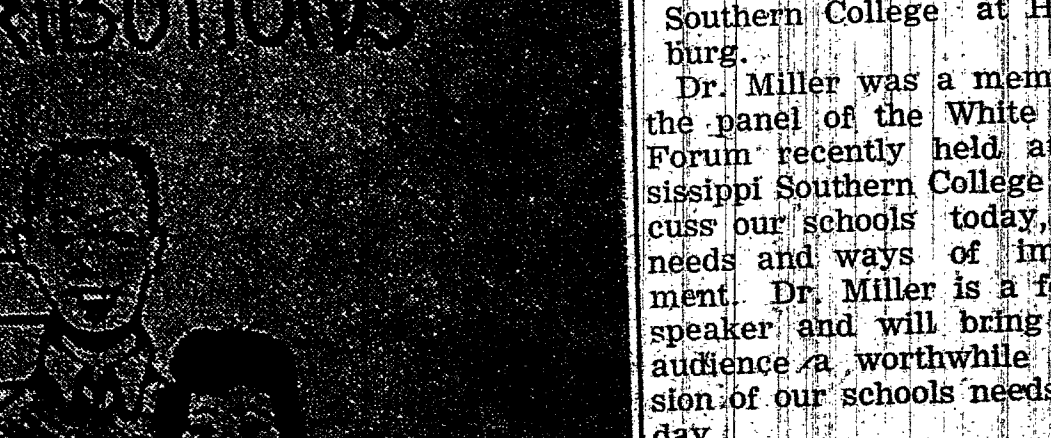 RIBUTIONS
Southern College at H
burg.
Dr. Miller was a mem
the panel of the White
Forum recently held a
sissippi Southern College
cuss our schools today,
needs and ways of im
ment. Dr. Miller is a f
speaker and will bring
audience a worthwhile
sion of our schools needs
day.